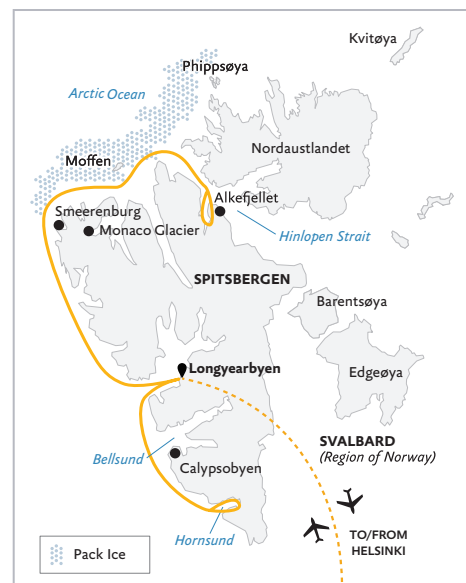 Kvitøya
Phippsøya
Arctic Ocean
Nordaustlandet
Moffen
Alkefjellet
Smeerenburg
Monaco Glacier
Hinlopen Strait
SPITSBERGEN
Barentsøya
Longyearbyen
Edgeøya
SVALBARD
(Region of Norway)
Bellsund
Calypsobyen
TO/FROM
HELSINKI
Hornsund
Pack Ice